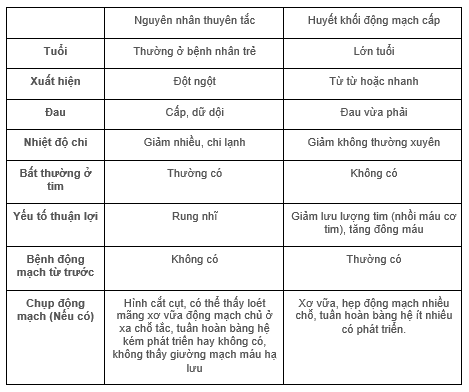 Nguyên nhân thuyên tắc
Huyết khối động mạch cấp
Tuổi
Thường ở bệnh nhân trẻ
Lớn tuổi
Xuất hiện
Đột ngột
Từ từ hoặc nhanh
Đau
Cấp, dữ dội
Đau vừa phải
Nhiệt độ chi
Giảm nhiều, chi lạnh
Giảm không thường xuyên
Bất thường ở
tim
Thường có
Không có
Yếu tố thuận lợi
Rung nhĩ
Giảm lưu lượng tim (nhồi máu cơ
tim), tăng đông máu
Bệnh động
mạch từ trước
Không có
Thường có
Chụp động
mạch (Nếu có)
Hình cắt cụt, có thể thấy loét
mãng xơ vữa động mạch chủ ở
xa chỗ tắc, tuần hoàn bàng hệ
kém phát triển hay không có,
không thấy giường mạch máu hạ
lưu
Xơ vữa, hẹp động mạch nhiều
chỗ, tuần hoàn bàng hệ ít nhiều
có phát triển.